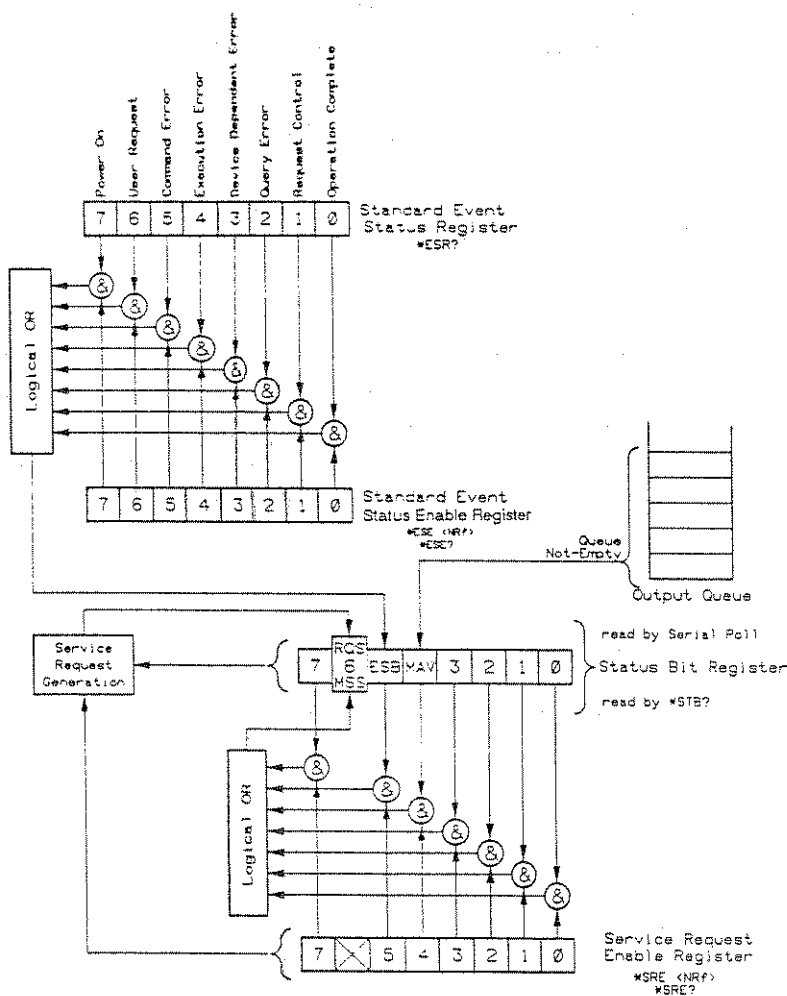 Power On
User Request
Command Error
Execution Error
Device Dependent Error
Query Error
Request Control
Operation Complete
7 6 5 4 3 2 1 0
Standard Event
Status Register
*ESR?
& & & & & & & &
Logical OR
7 6 5 4 3 2 1 0
Standard Event
Status Enable Register
*ESE <NRf>
*ESE?
Queue
Not-Empty
Output Queue
Service
Request
Generation
7 RQS 6 MSS ESB MAV 3 2 1 0
read by Serial Poll
Status Bit Register
read by *STB?
& & & & & & &
Logical OR
7 5 4 3 2 1 0
Service Request
Enable Register
*SRE <NRf>
*SRE?